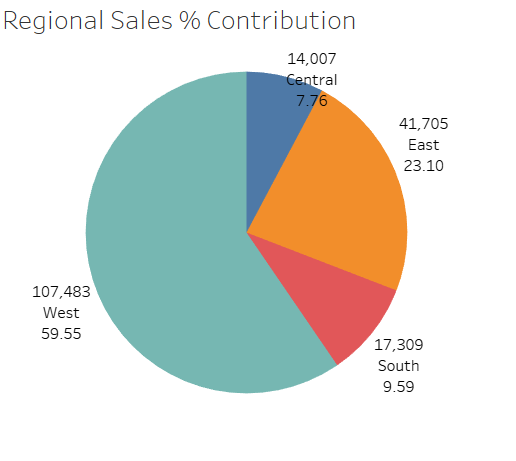 Regional Sales % Contribution
14,007
Central
7.76
41,705
East
23.10
107,483
West
59.55
17,309
South
9.59